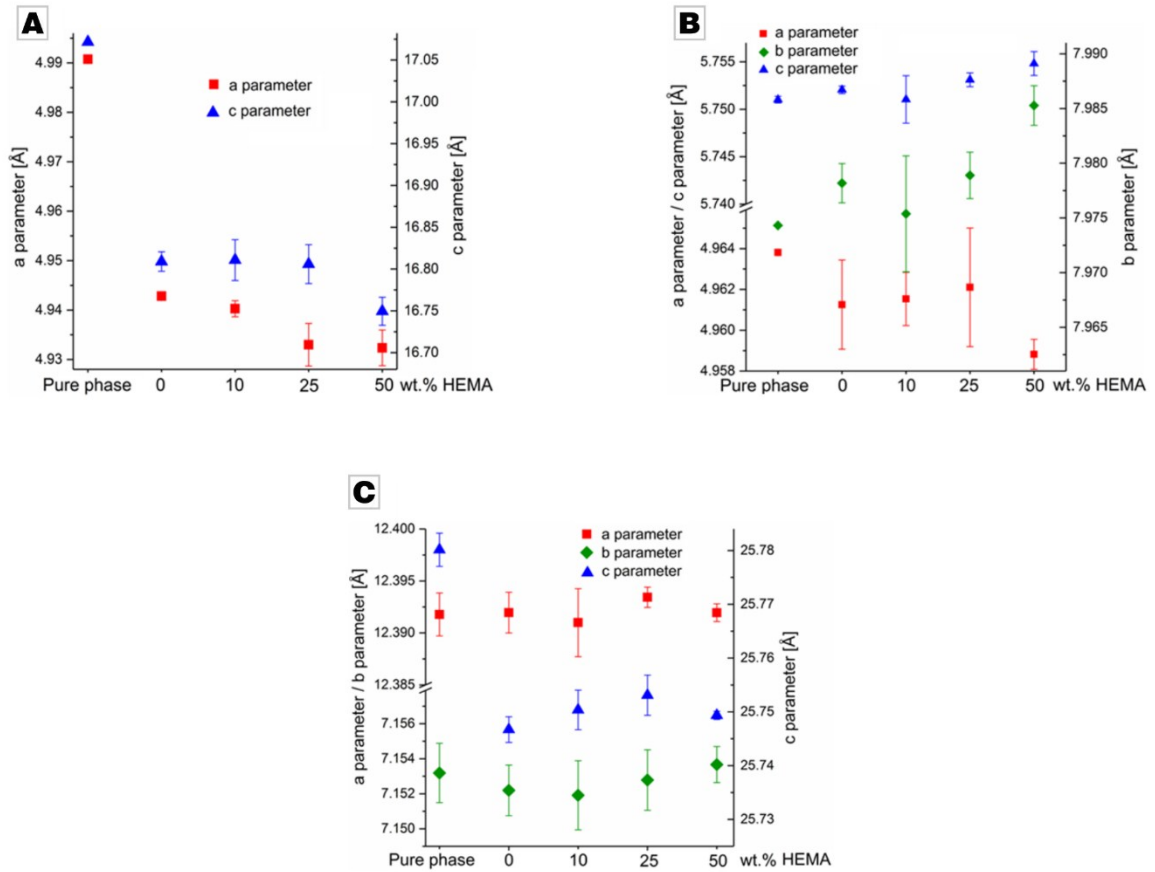 A
4.99
4.98
4.97
4.96
4.95
4.94
4.93
a parameter [Å]
a parameter
c parameter
17.05
17.00
16.95
16.90
16.85
16.80
16.75
16.70
c parameter [Å]
Pure phase 0 10 25 50 wt.% HEMA
B
a parameter
b parameter
c parameter
5.755
5.750
5.745
5.740
4.964
4.962
4.960
4.958
a parameter / c parameter [Å]
7.990
7.985
7.980
7.975
7.970
7.965
b parameter [Å]
Pure phase 0 10 25 50 wt.% HEMA
C
12.400
12.395
12.390
12.385
7.156
7.154
7.152
7.150
a parameter / b parameter [Å]
a parameter
b parameter
c parameter
25.78
25.77
25.76
25.75
25.74
25.73
c parameter [Å]
Pure phase 0 10 25 50 wt.% HEMA